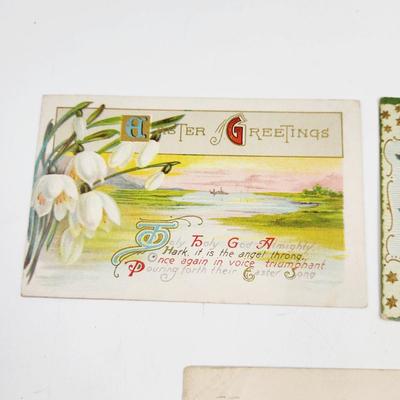 EASTER GREETINGS
Holy Holy God Almighty
Hark, it is the angel throng,
Once again in voice triumphant
Pouring forth their Easter Song